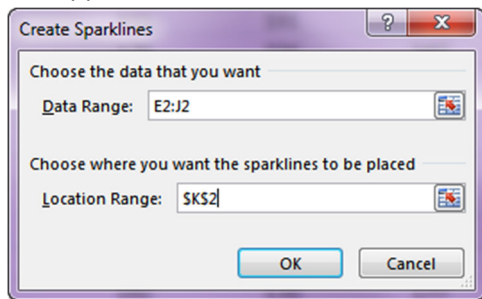 Create Sparklines
?
Choose the data that you want
Data Range: E2:J2
Choose where you want the sparklines to be placed
Location Range: $K$2
OK Cancel